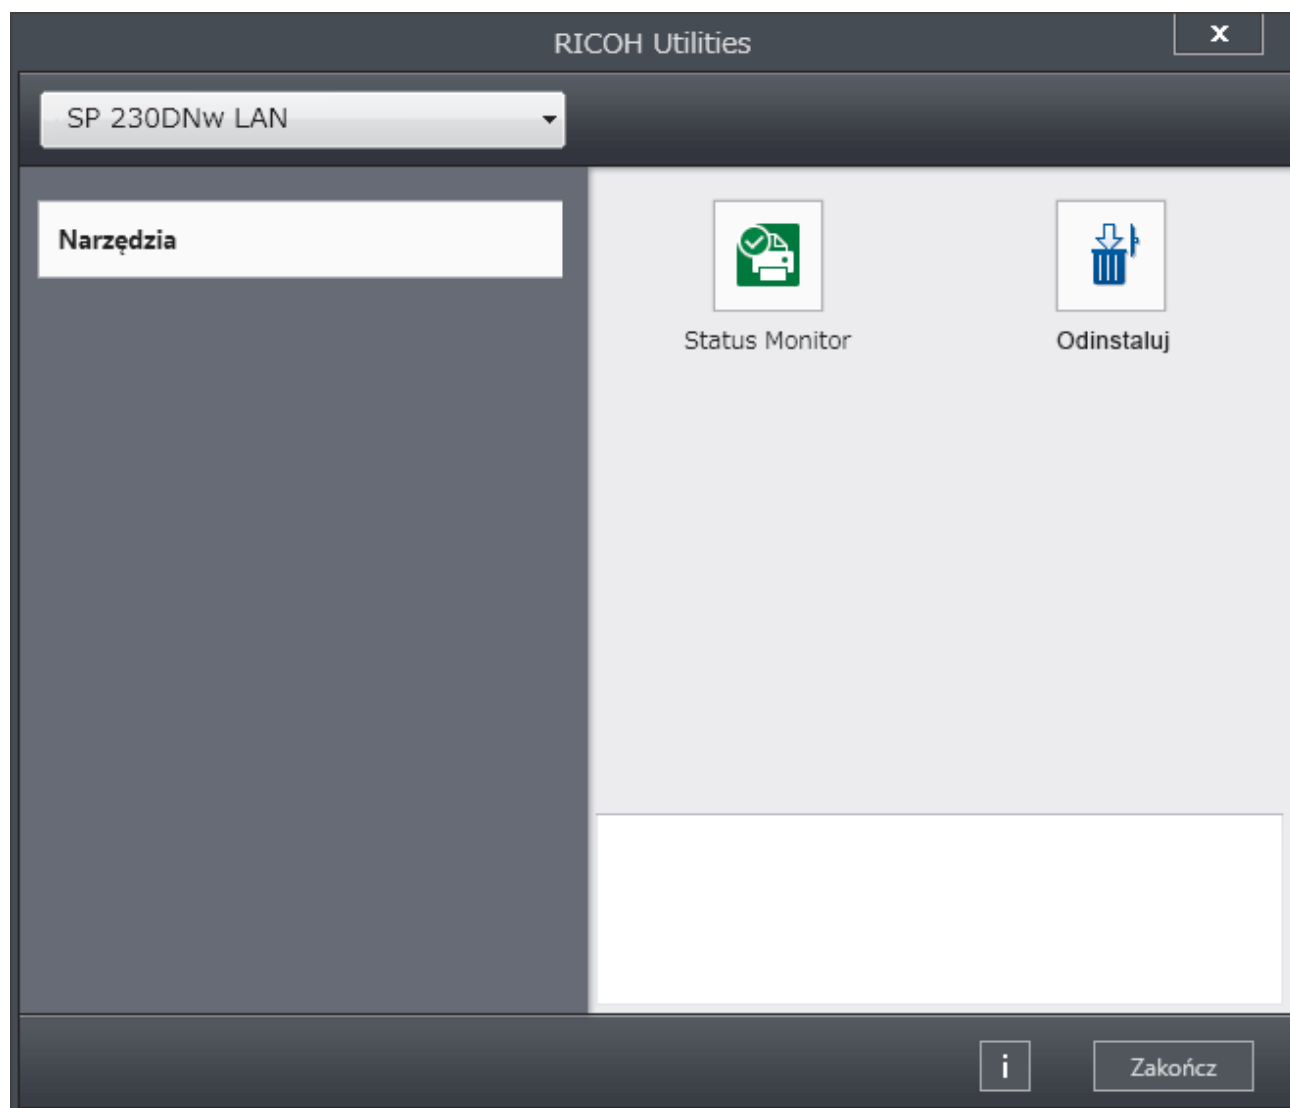 RICOH Utilities
x
SP 230DNw LAN
Narzędzia
Status Monitor
Odinstaluj
i
Zakończ